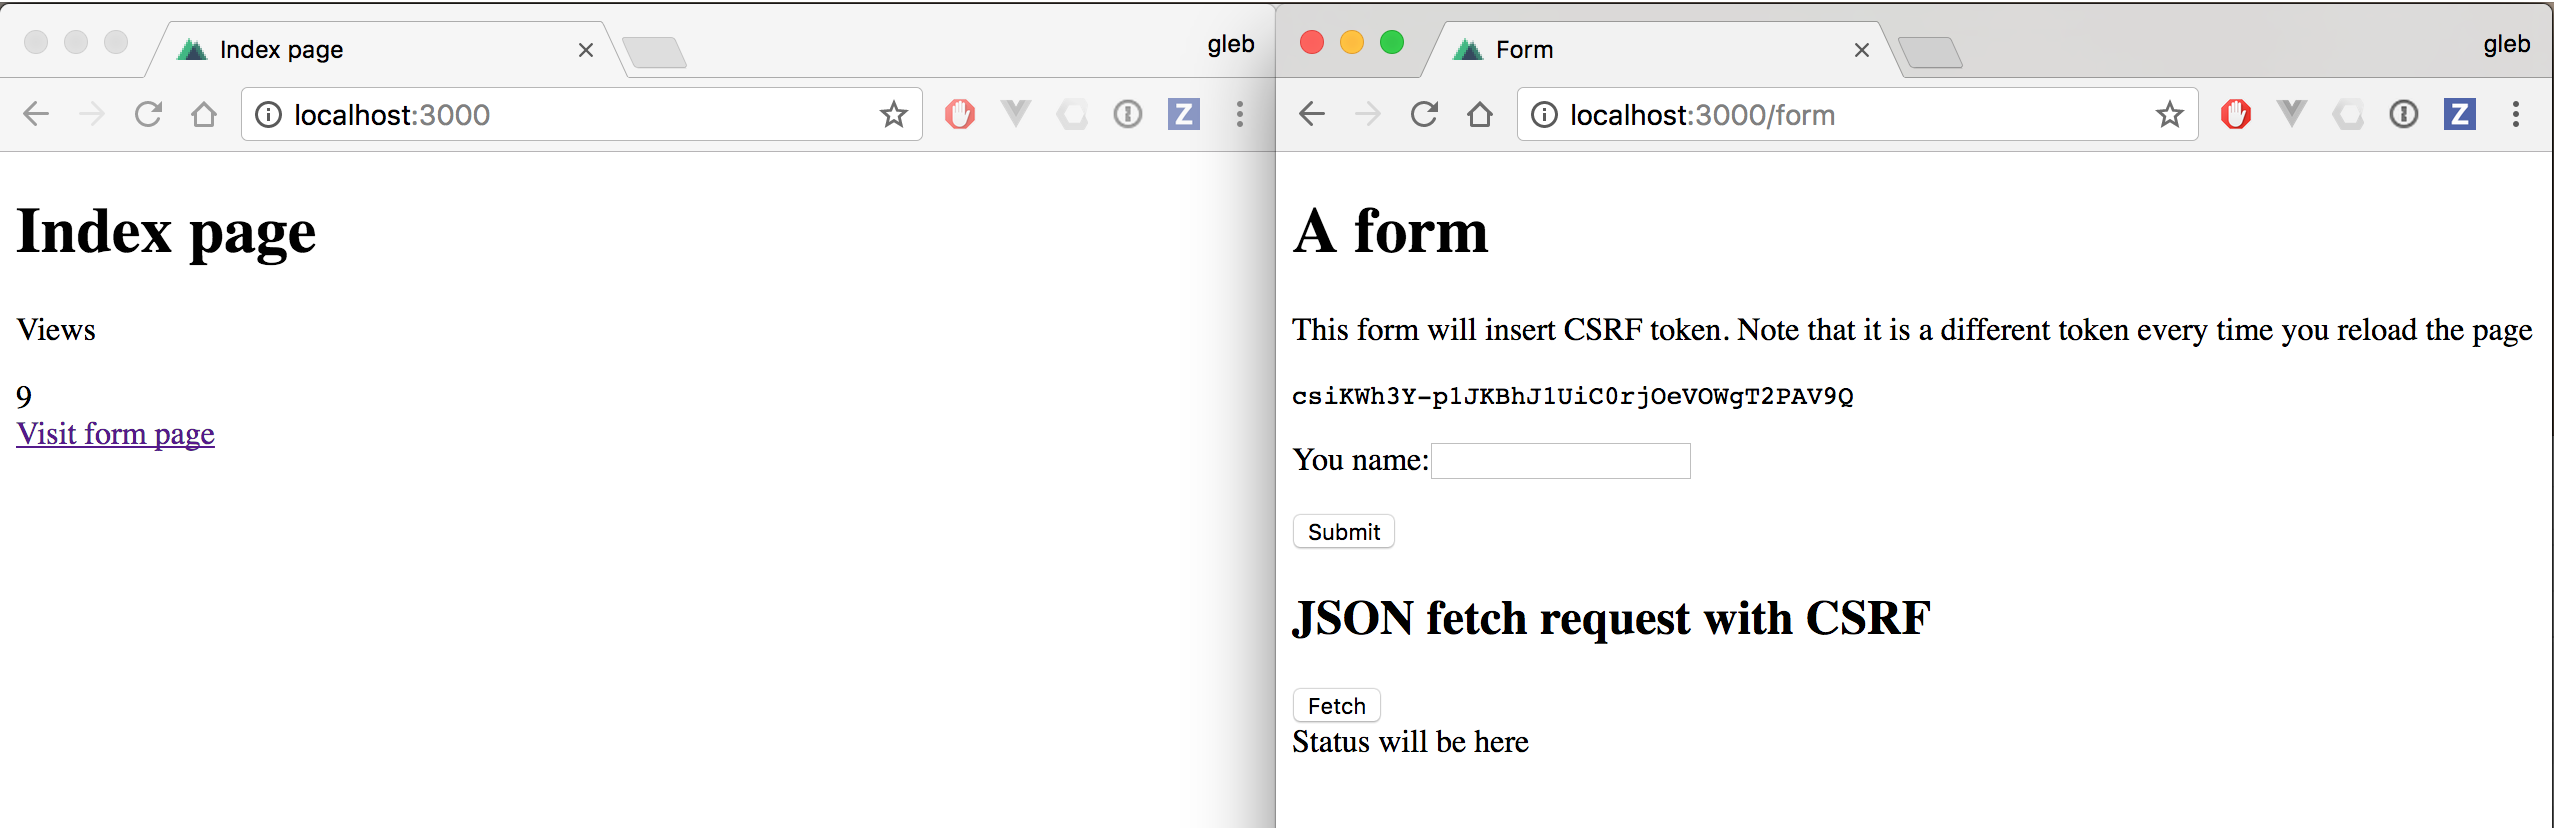 Index page
gleb
localhost:3000
Z
Index page
Views
9
Visit form page
Form
gleb
localhost:3000/form
Z
A form
This form will insert CSRF token. Note that it is a different token every time you reload the page
csiKWh3Y-p1JKBhJ1UiC0rjOeVOWgT2PAV9Q
You name:
Submit
JSON fetch request with CSRF
Fetch
Status will be here